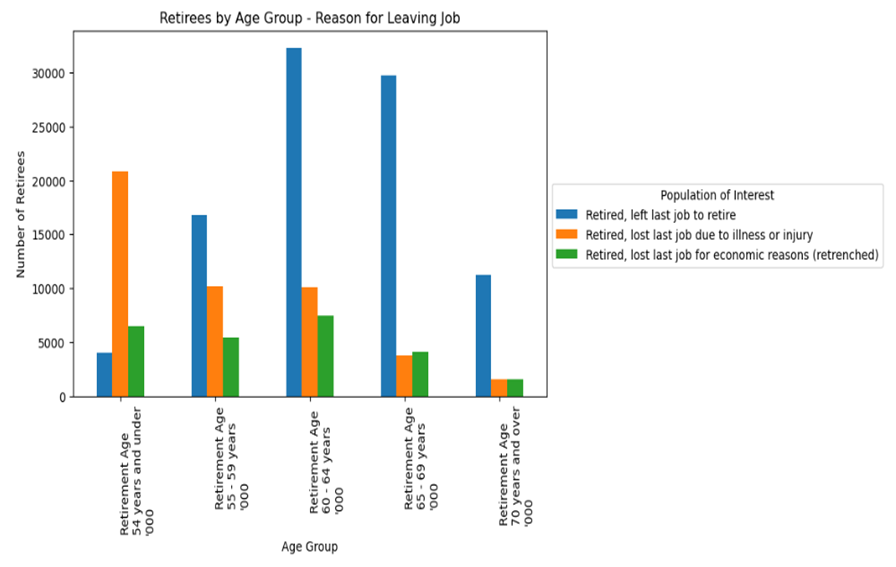 Retirees by Age Group - Reason for Leaving Job
Number of Retirees
30000
25000
20000
15000
10000
5000
0
Retirement Age
54 years and under
'000
Retirement Age
55 - 59 years
'000
Retirement Age
60 - 64 years
'000
Retirement Age
65 - 69 years
'000
Retirement Age
70 years and over
'000
Age Group
Population of Interest
Retired, left last job to retire
Retired, lost last job due to illness or injury
Retired, lost last job for economic reasons (retrenched)